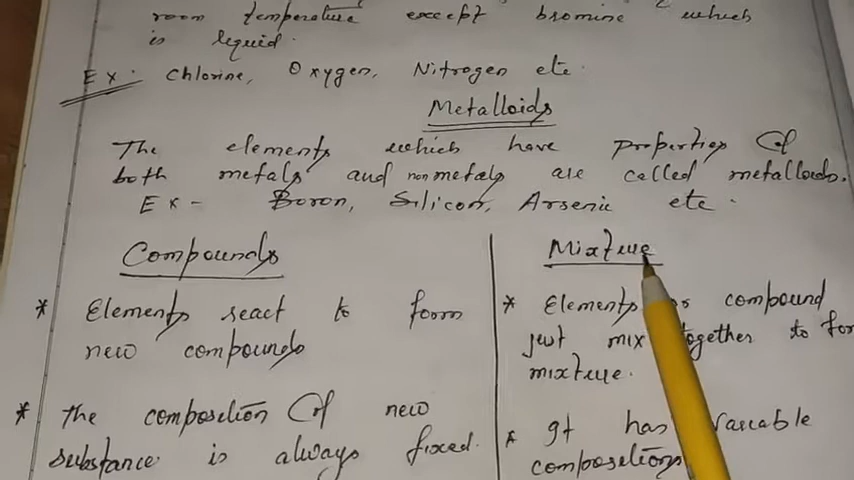 room temperature except bromine which
is liquid.
Ex. Chlorine, Oxygen, Nitrogen etc.
Metalloids
The elements which have properties of
both metals and nonmetals are called metalloids.
Ex - Boron, Silicon, Arsenic etc.
Compounds
* Elements react to form
new compounds
* the composition of new
substance is always fixed.
Mixture
* Elements or compound
just mix together to for
mixture.
* It has variable
compositions